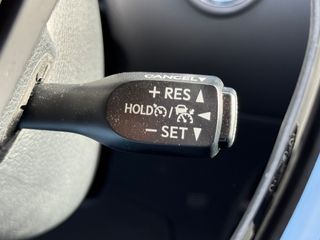 CANCEL
+ RES
HOLD /
- SET